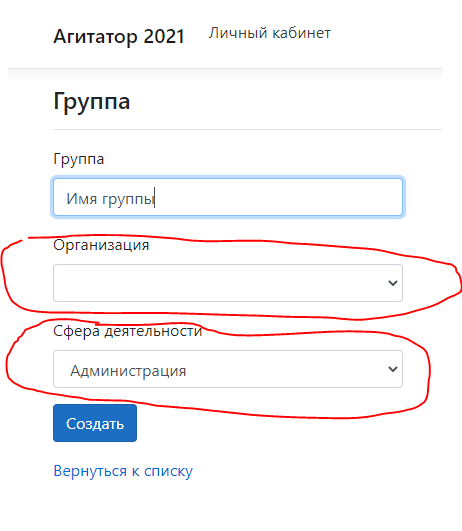 Агитатор 2021 Личный кабинет
Группа
Группа
Имя группы
Организация
Сфера деятельности
Администрация
Создать
Вернуться к списку